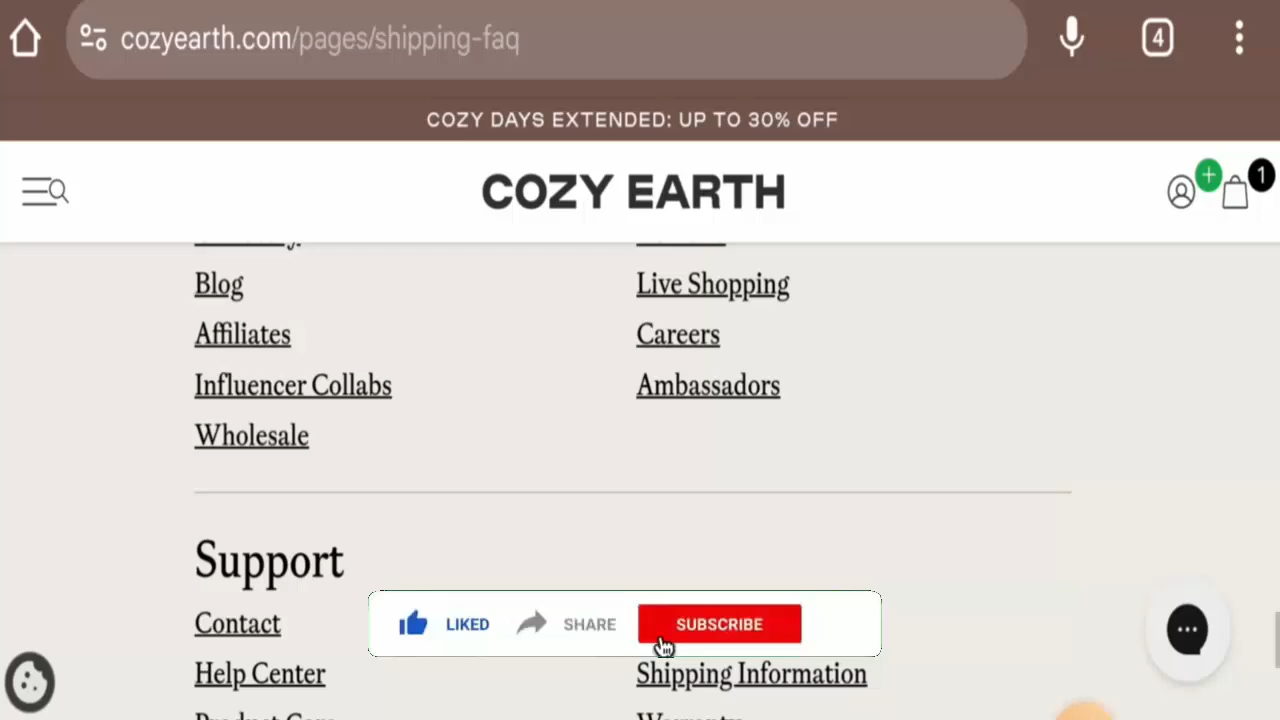 cozyearth.com/pages/shipping-faq
4
COZY DAYS EXTENDED: UP TO 30% OFF
COZY EARTH
1
Blog
Live Shopping
Affiliates
Careers
Influencer Collabs
Ambassadors
Wholesale
Support
Contact
LIKED SHARE SUBSCRIBE
Help Center
Shipping Information